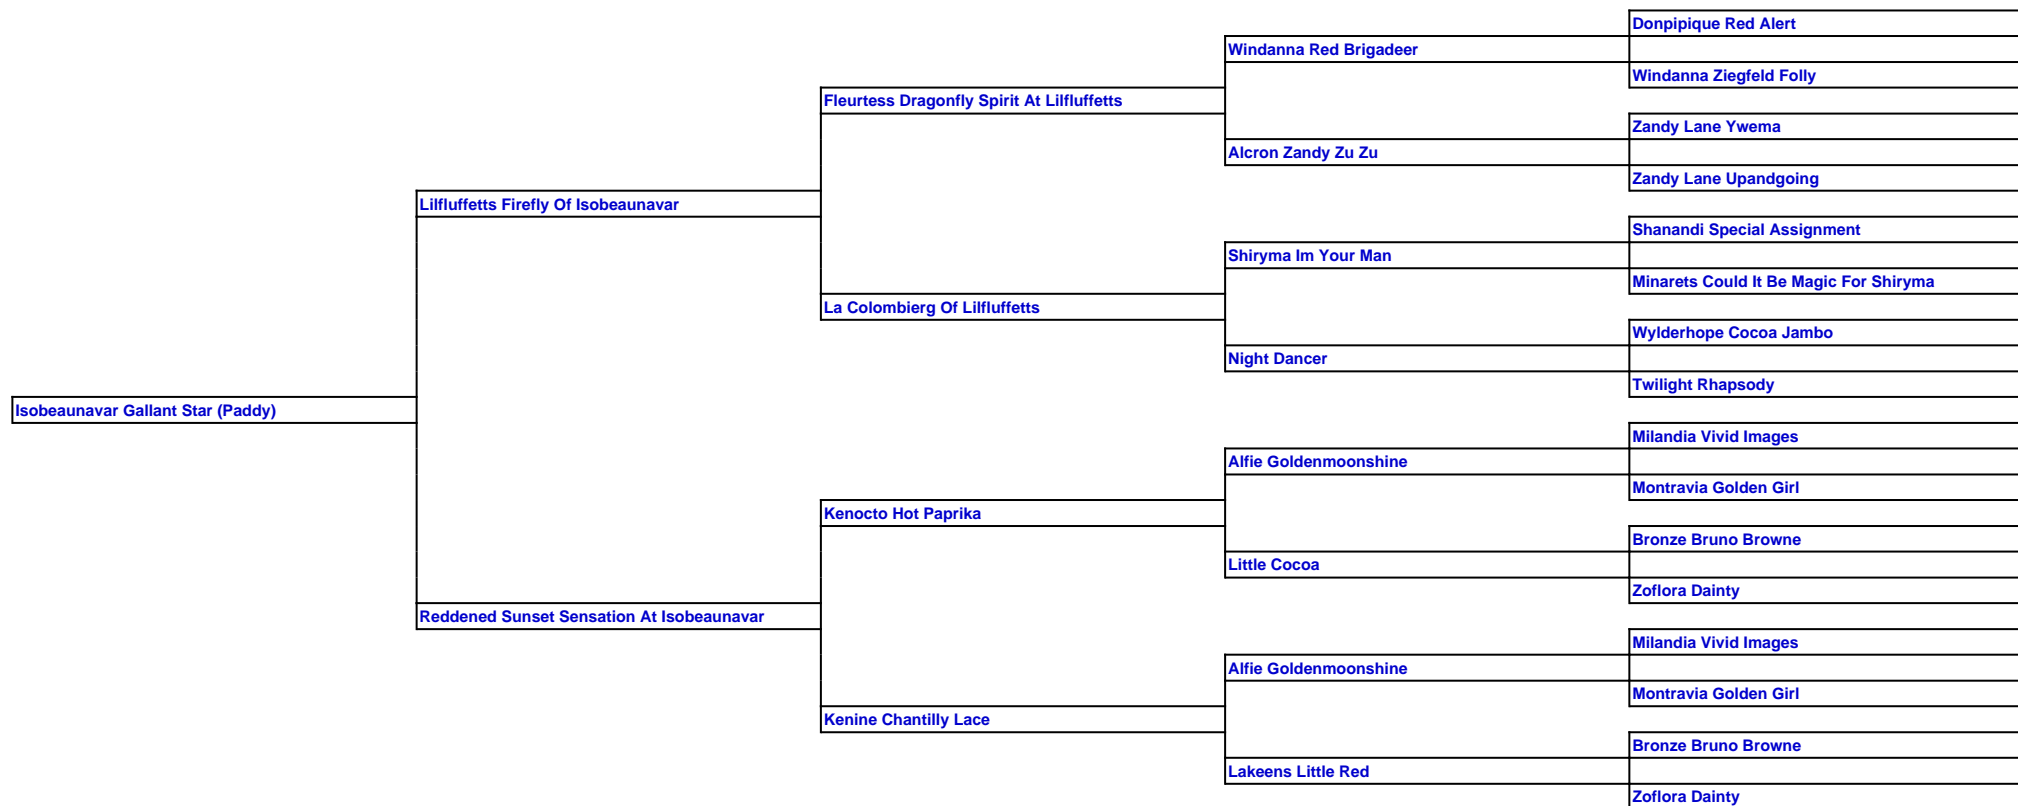 Donpipique Red Alert
Windanna Red Brigadeer
Windanna Ziegfeld Folly
Fleurtess Dragonfly Spirit At Lilfluffetts
Zandy Lane Ywema
Alcron Zandy Zu Zu
Zandy Lane Upandgoing
Lilfluffetts Firefly Of Isobeaunavar
Shanandi Special Assignment
Shiryma Im Your Man
Minarets Could It Be Magic For Shiryma
La Colombierg Of Lilfluffetts
Wylderhope Cocoa Jambo
Night Dancer
Twilight Rhapsody
Isobeaunavar Gallant Star (Paddy)
Milandia Vivid Images
Alfie Goldenmoonshine
Montravia Golden Girl
Kenocto Hot Paprika
Bronze Bruno Browne
Little Cocoa
Zoflora Dainty
Reddened Sunset Sensation At Isobeaunavar
Milandia Vivid Images
Alfie Goldenmoonshine
Montravia Golden Girl
Kenine Chantilly Lace
Bronze Bruno Browne
Lakeens Little Red
Zoflora Dainty